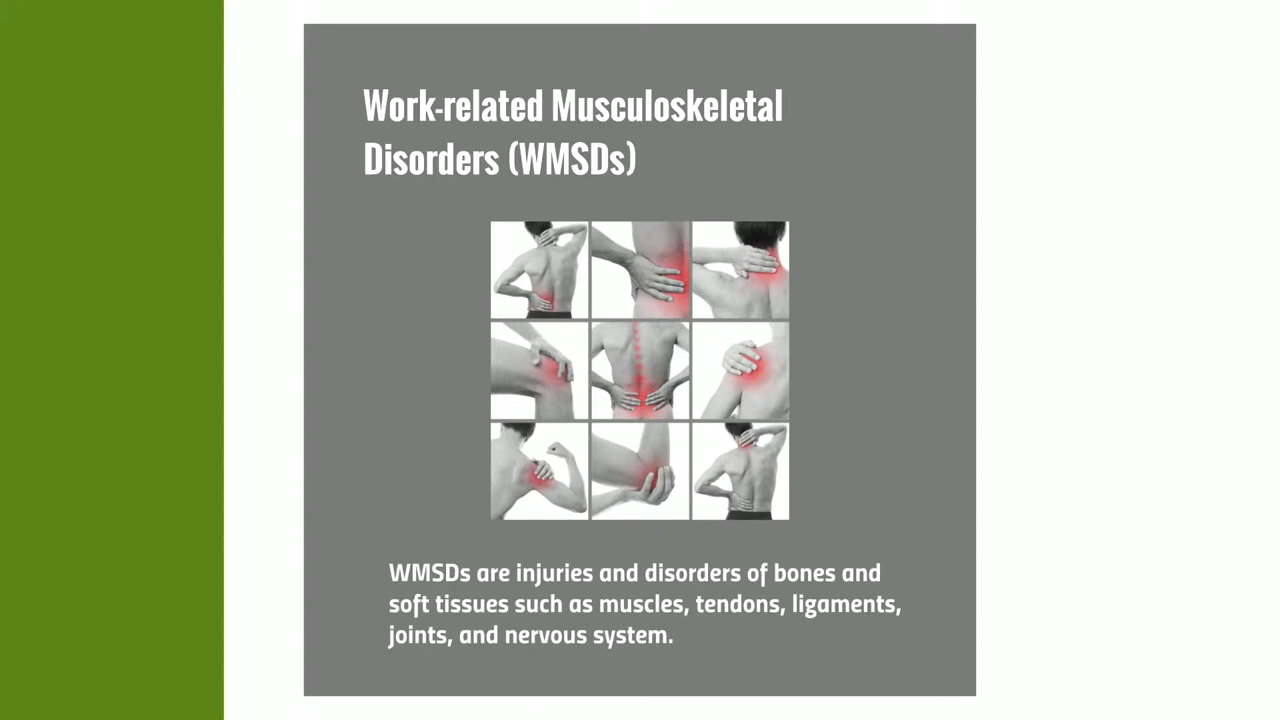 Work-related Musculoskeletal
Disorders (WMSDs)
WMSDs are injuries and disorders of bones and
soft tissues such as muscles, tendons, ligaments,
joints, and nervous system.